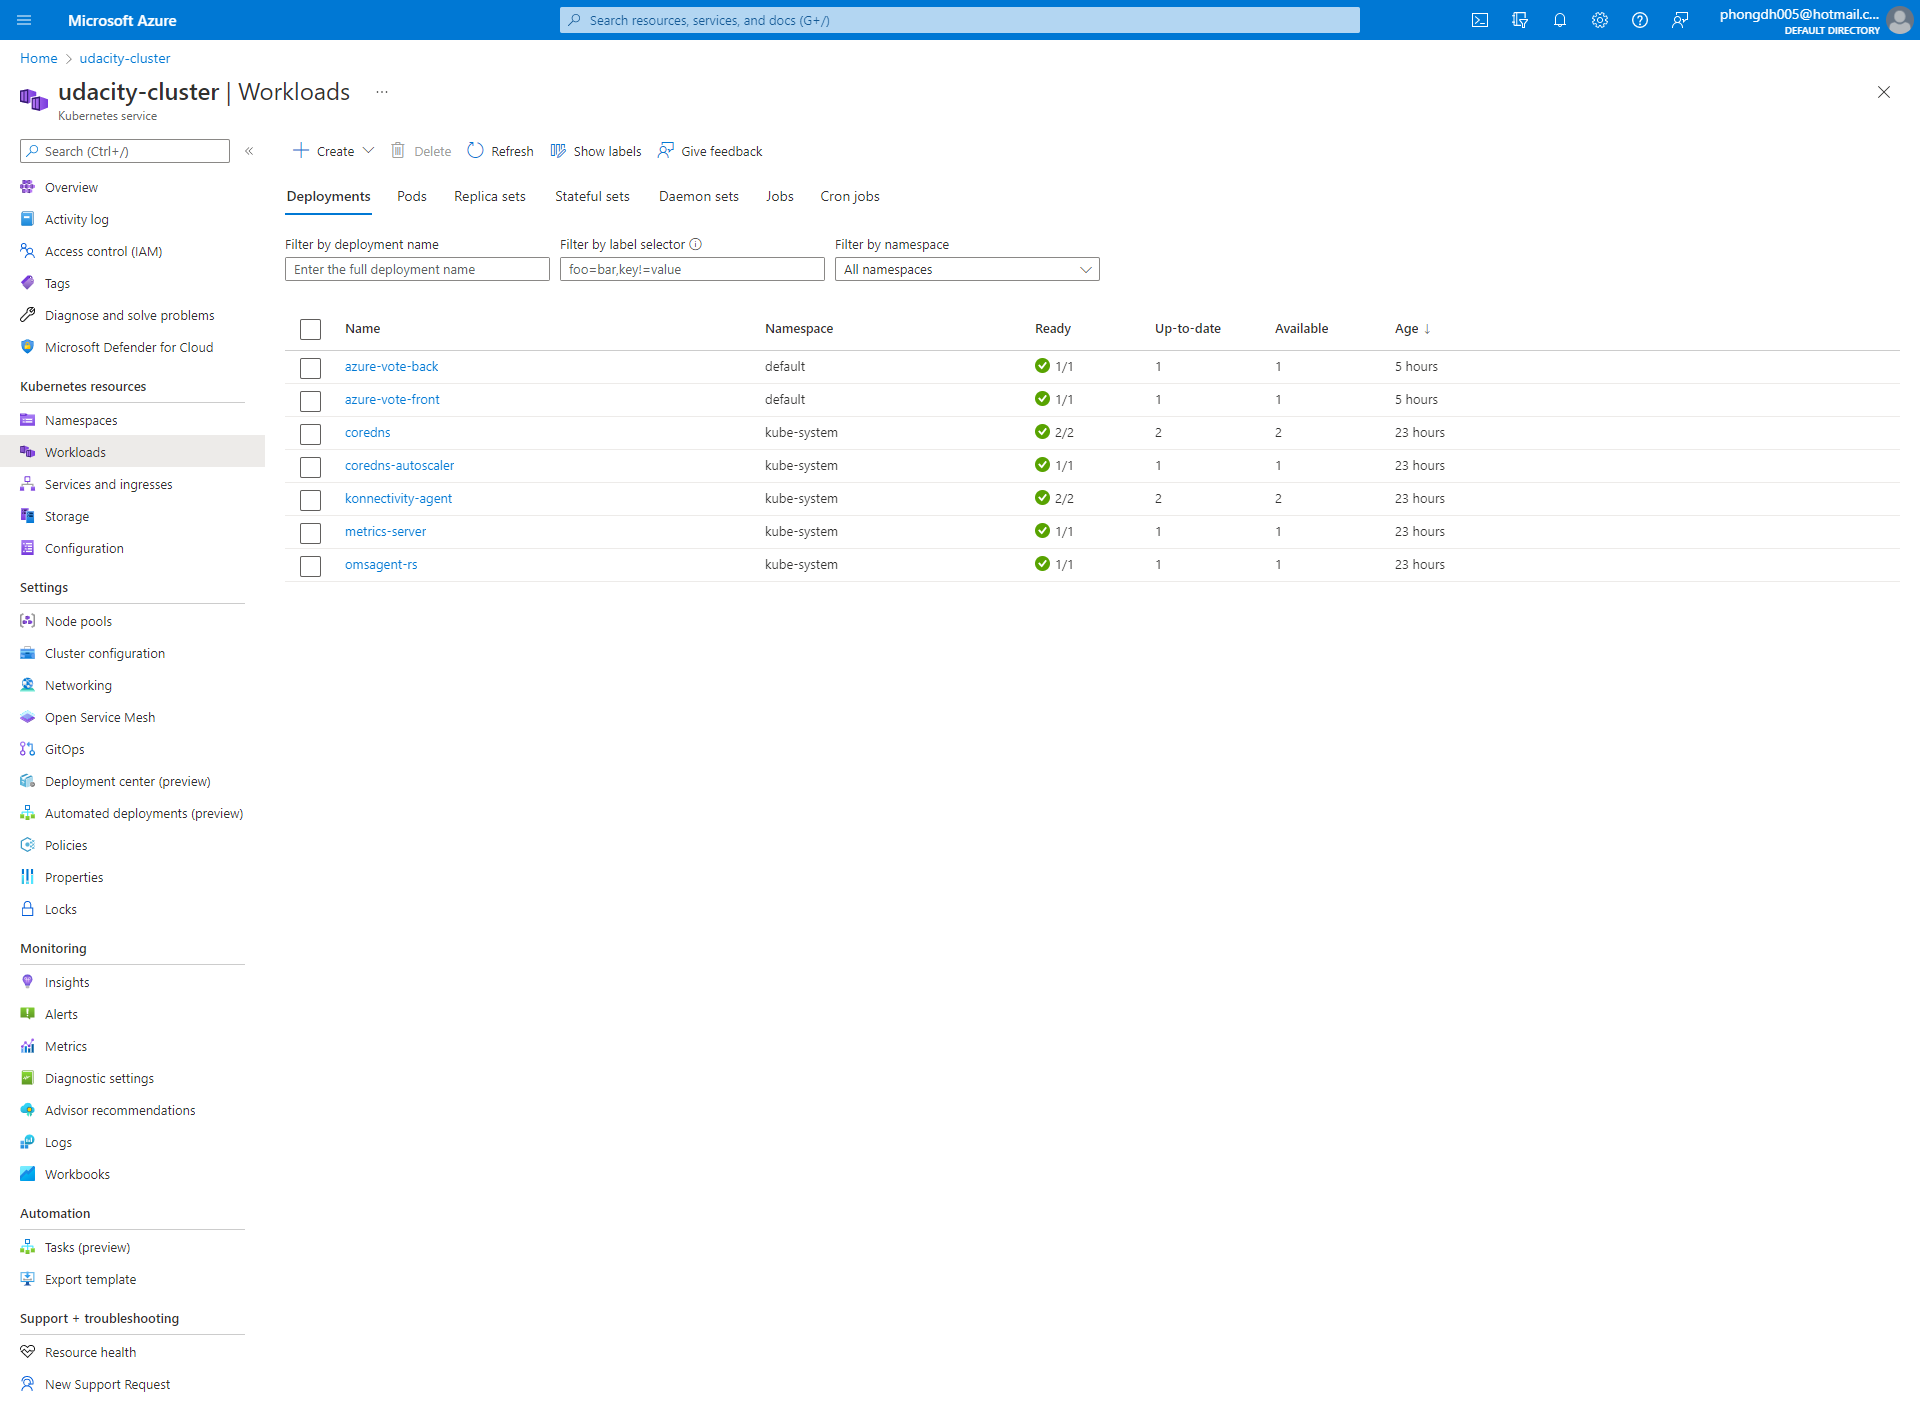 Microsoft Azure
Search resources, services, and docs (G+/)
phongdh005@hotmail.c...
DEFAULT DIRECTORY
Home > udacity-cluster
udacity-cluster | Workloads ...
Kubernetes service
Search (Ctrl+/)
«
Create
Delete
Refresh
Show labels
Give feedback
Overview
Activity log
Access control (IAM)
Tags
Diagnose and solve problems
Microsoft Defender for Cloud
Kubernetes resources
Namespaces
Workloads
Services and ingresses
Storage
Configuration
Settings
Node pools
Cluster configuration
Networking
Open Service Mesh
GitOps
Deployment center (preview)
Automated deployments (preview)
Policies
Properties
Locks
Monitoring
Insights
Alerts
Metrics
Diagnostic settings
Advisor recommendations
Logs
Workbooks
Automation
Tasks (preview)
Export template
Support + troubleshooting
Resource health
New Support Request
Deployments Pods Replica sets Stateful sets Daemon sets Jobs Cron jobs
Filter by deployment name
Enter the full deployment name
Filter by label selector
foo=bar,key!=value
Filter by namespace
All namespaces
Name Namespace Ready Up-to-date Available Age ↓
azure-vote-back default 1/1 1 1 5 hours
azure-vote-front default 1/1 1 1 5 hours
coredns kube-system 2/2 2 2 23 hours
coredns-autoscaler kube-system 1/1 1 1 23 hours
konnectivity-agent kube-system 2/2 2 2 23 hours
metrics-server kube-system 1/1 1 1 23 hours
omsagent-rs kube-system 1/1 1 1 23 hours